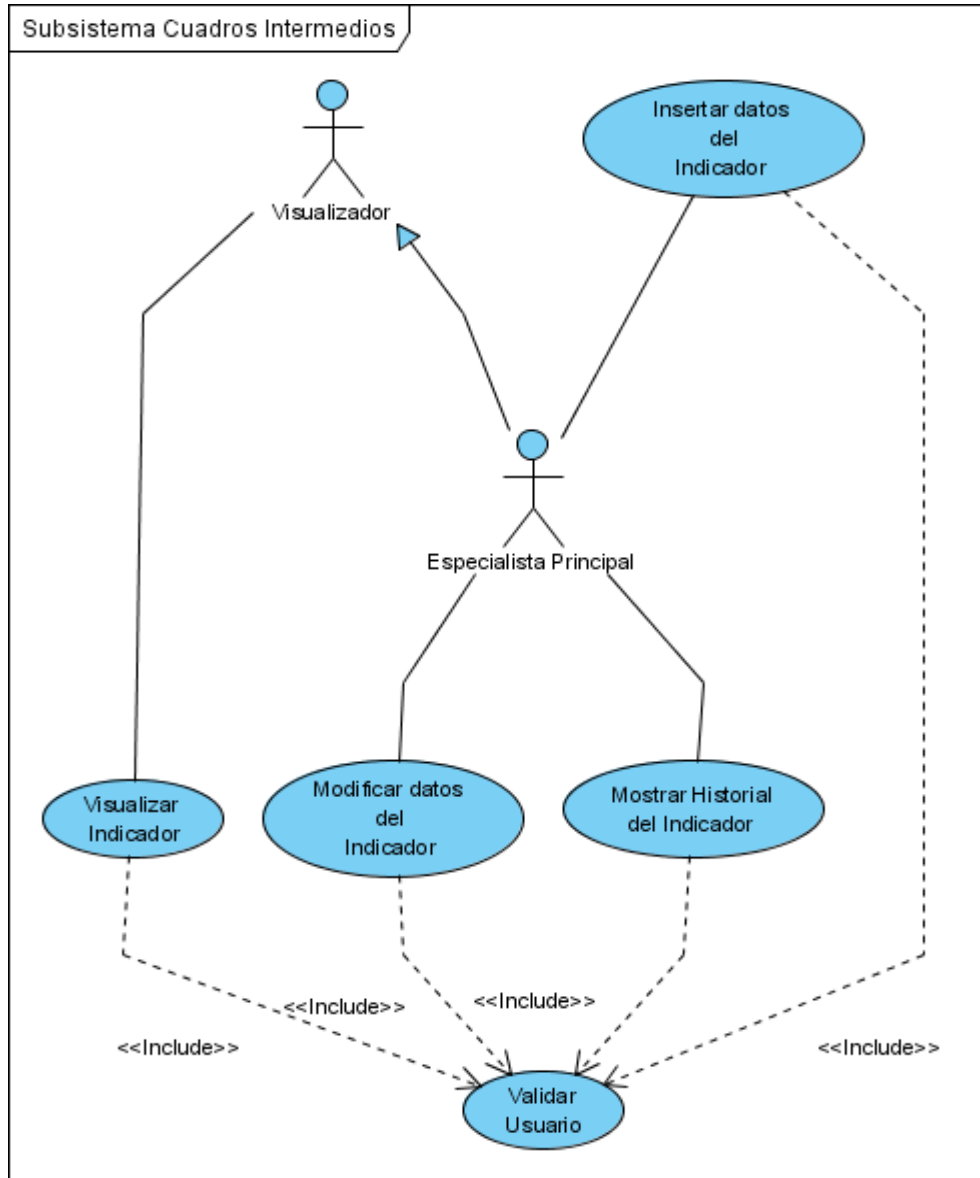 Subsistema Cuadros Intermedios
Insertar datos
del
Indicador
Visualizador
Especialista Principal
Visualizar
Indicador
Modificar datos
del
Indicador
Mostrar Historial
del Indicador
<<Include>>
<<Include>>
<<Include>>
<<Include>>
Validar
Usuario